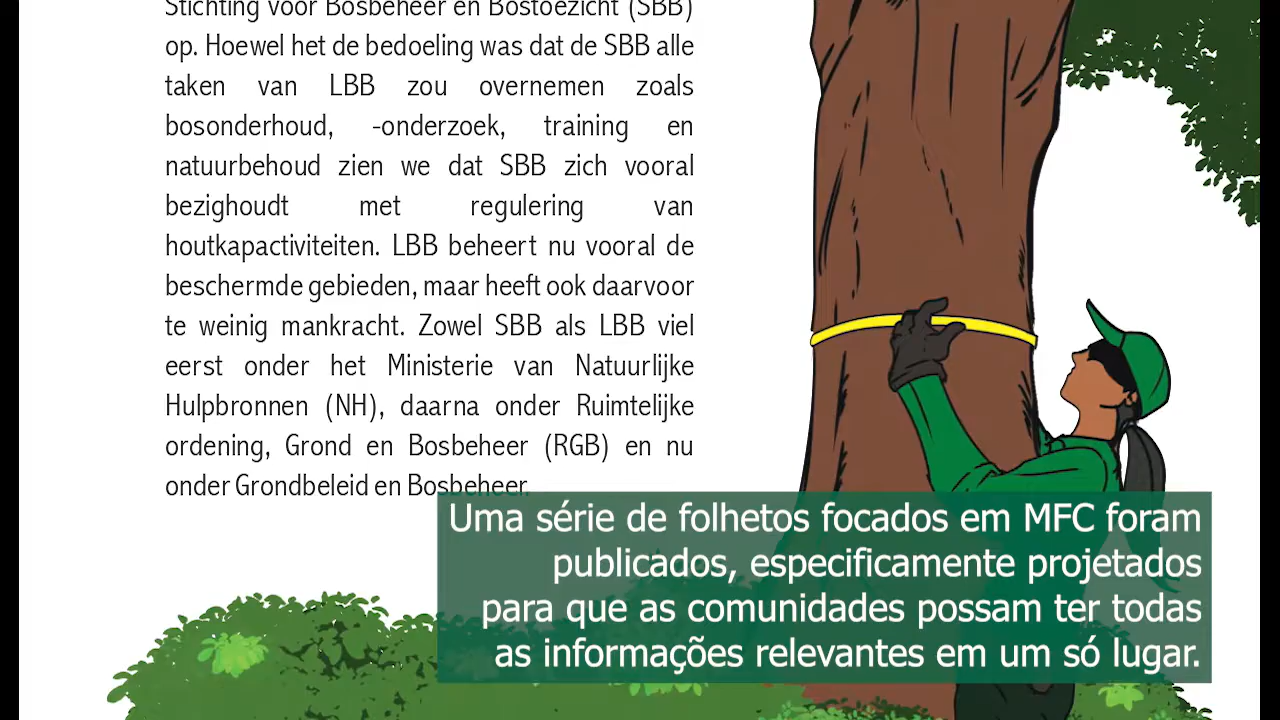 Stichting voor Bosbeheer en Bostoezicht (SBB)
op. Hoewel het de bedoeling was dat de SBB alle
taken van LBB zou overnemen zoals
bosonderhoud, -onderzoek, training en
natuurbehoud zien we dat SBB zich vooral
bezighoudt met regulering van
houtkapactiviteiten. LBB beheert nu vooral de
beschermde gebieden, maar heeft ook daarvoor
te weinig mankracht. Zowel SBB als LBB viel
eerst onder het Ministerie van Natuurlijke
Hulpbronnen (NH), daarna onder Ruimtelijke
ordening, Grond en Bosbeheer (RGB) en nu
onder Grondbeleid en Bosbeheer.
Uma série de folhetos focados em MFC foram
publicados, especificamente projetados
para que as comunidades possam ter todas
as informações relevantes em um só lugar.